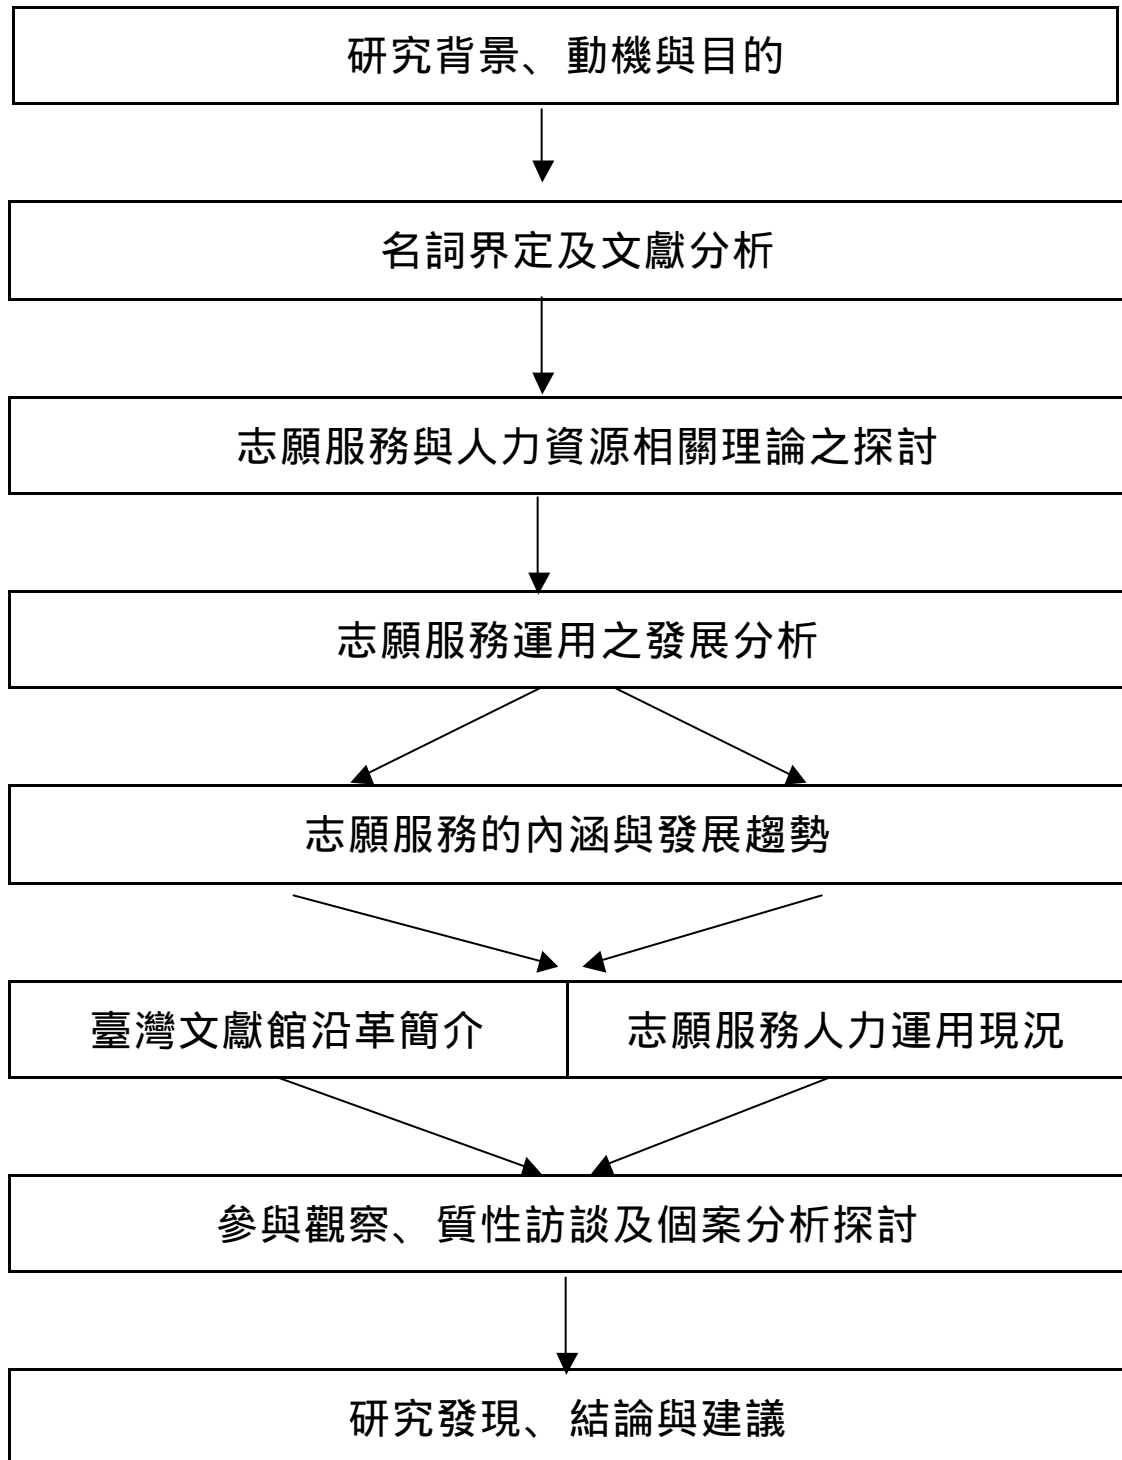 研究背景、動機與目的
名詞界定及文獻分析
志願服務與人力資源相關理論之探討
志願服務運用之發展分析
志願服務的內涵與發展趨勢
臺灣文獻館沿革簡介
志願服務人力運用現況
參與觀察、質性訪談及個案分析探討
研究發現、結論與建議